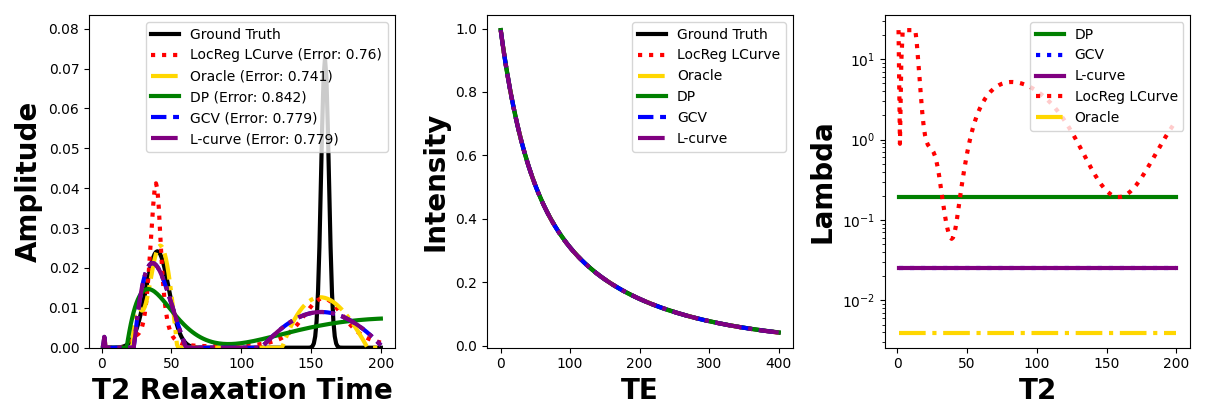 Amplitude
0.08
0.07
0.06
0.05
0.04
0.03
0.02
0.01
0.00
0 50 100 150 200
T2 Relaxation Time
Ground Truth
LocReg LCurve (Error: 0.76)
Oracle (Error: 0.741)
DP (Error: 0.842)
GCV (Error: 0.779)
L-curve (Error: 0.779)
Intensity
1.0
0.8
0.6
0.4
0.2
0.0
0 100 200 300 400
TE
Ground Truth
LocReg LCurve
Oracle
DP
GCV
L-curve
Lambda
10¹
10⁰
10⁻¹
10⁻²
0 50 100 150 200
T2
DP
GCV
L-curve
LocReg LCurve
Oracle